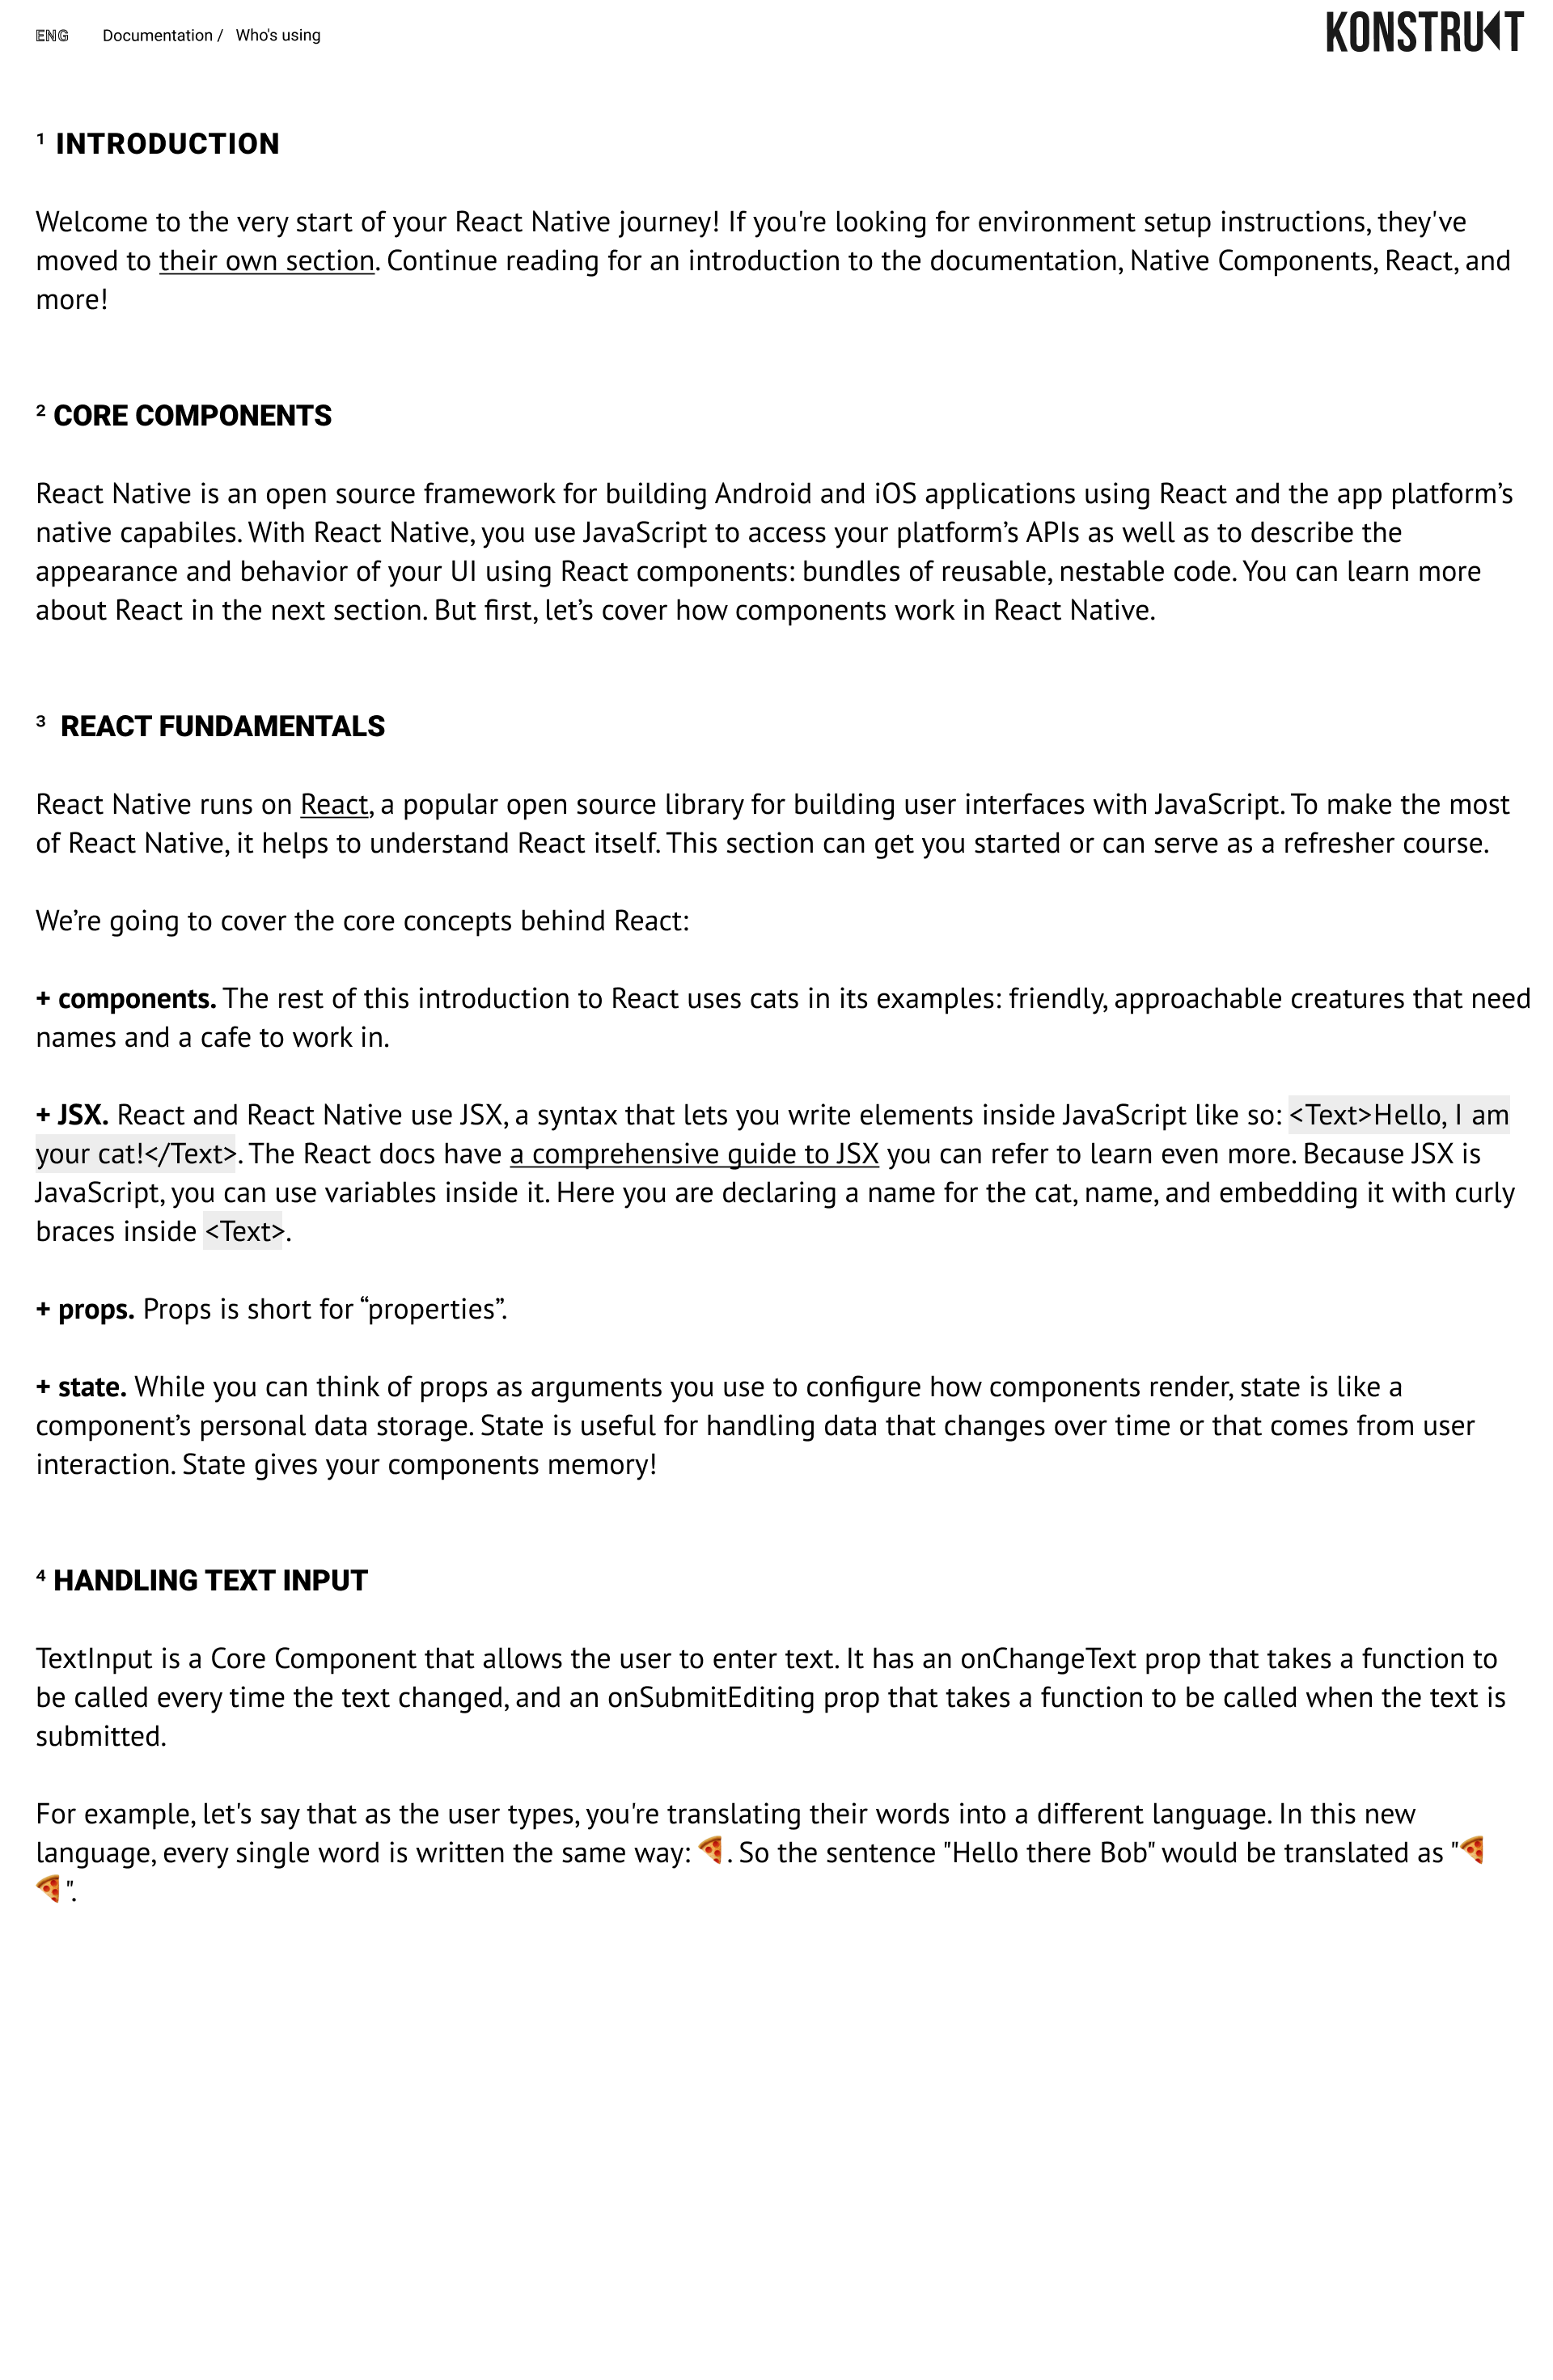 ENG Documentation / Who's using KONSTRUKT
¹ INTRODUCTION
Welcome to the very start of your React Native journey! If you're looking for environment setup instructions, they've
moved to their own section. Continue reading for an introduction to the documentation, Native Components, React, and
more!
² CORE COMPONENTS
React Native is an open source framework for building Android and iOS applications using React and the app platform’s
native capabiles. With React Native, you use JavaScript to access your platform’s APIs as well as to describe the
appearance and behavior of your UI using React components: bundles of reusable, nestable code. You can learn more
about React in the next section. But first, let’s cover how components work in React Native.
³ REACT FUNDAMENTALS
React Native runs on React, a popular open source library for building user interfaces with JavaScript. To make the most
of React Native, it helps to understand React itself. This section can get you started or can serve as a refresher course.
We’re going to cover the core concepts behind React:
+ components. The rest of this introduction to React uses cats in its examples: friendly, approachable creatures that need
names and a cafe to work in.
+ JSX. React and React Native use JSX, a syntax that lets you write elements inside JavaScript like so: <Text>Hello, I am
your cat!</Text>. The React docs have a comprehensive guide to JSX you can refer to learn even more. Because JSX is
JavaScript, you can use variables inside it. Here you are declaring a name for the cat, name, and embedding it with curly
braces inside <Text>.
+ props. Props is short for “properties”.
+ state. While you can think of props as arguments you use to configure how components render, state is like a
component’s personal data storage. State is useful for handling data that changes over time or that comes from user
interaction. State gives your components memory!
⁴ HANDLING TEXT INPUT
TextInput is a Core Component that allows the user to enter text. It has an onChangeText prop that takes a function to
be called every time the text changed, and an onSubmitEditing prop that takes a function to be called when the text is
submitted.
For example, let's say that as the user types, you're translating their words into a different language. In this new
language, every single word is written the same way: 🍕. So the sentence "Hello there Bob" would be translated as "🍕
🍕".